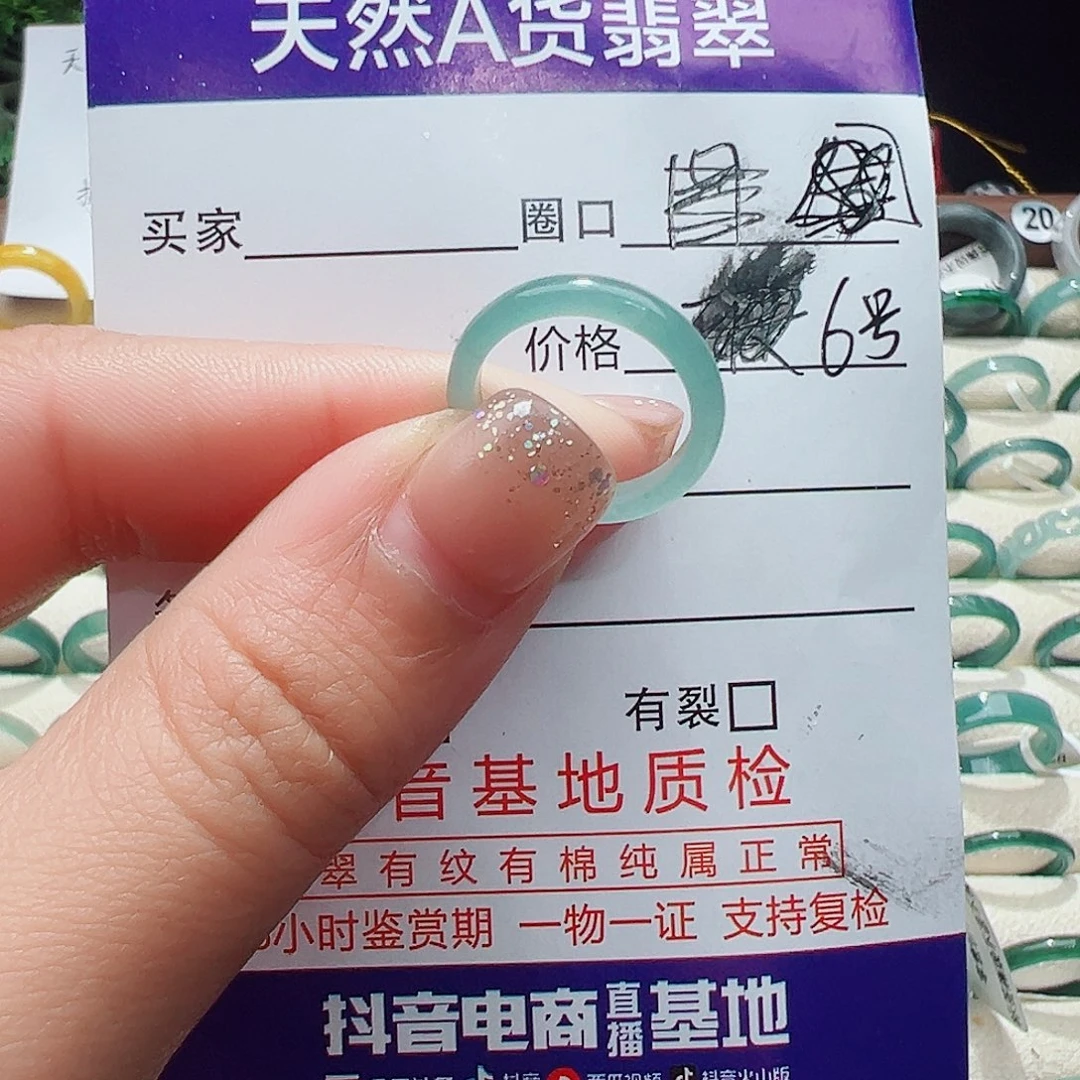 天然A货翡翠
买家 圈口
价格 6号
有裂□
音基地质检
翠有纹有棉纯属正常
小时鉴赏期 一物一证 支持复检
抖音电商直播基地
20